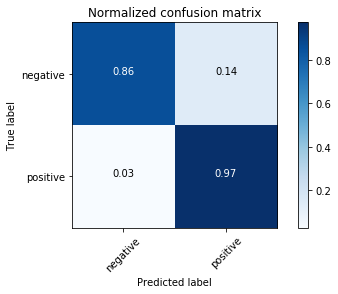 Normalized confusion matrix
True label
negative
0.86
0.14
positive
0.03
0.97
negative
positive
Predicted label
0.8
0.6
0.4
0.2